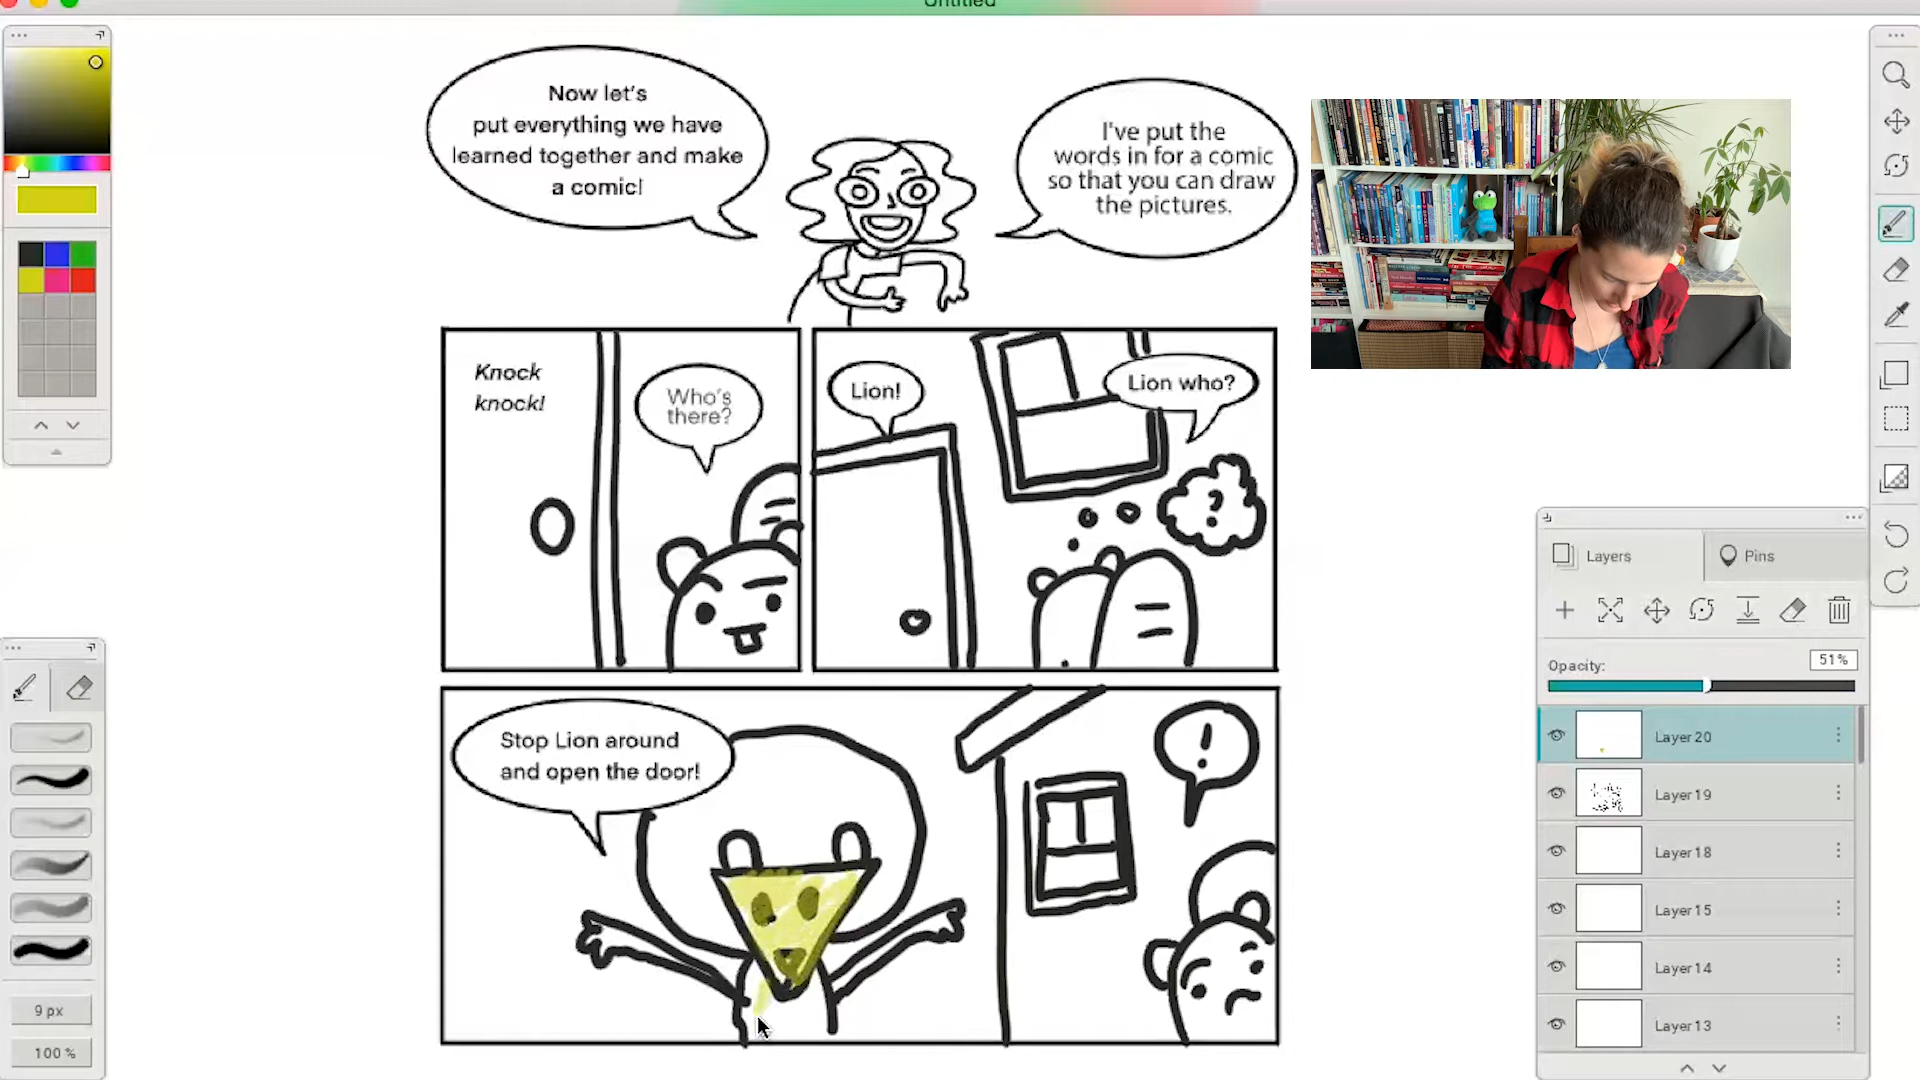 Untitled
Now let's
put everything we have
learned together and make
a comic!
I've put the
words in for a comic
so that you can draw
the pictures.
Knock
knock!
Who's
there?
Lion!
Lion who?
?
Stop Lion around
and open the door!
!
Layers
Pins
Opacity:
51%
Layer 20
Layer 19
Layer 18
Layer 15
Layer 14
Layer 13
9 px
100 %